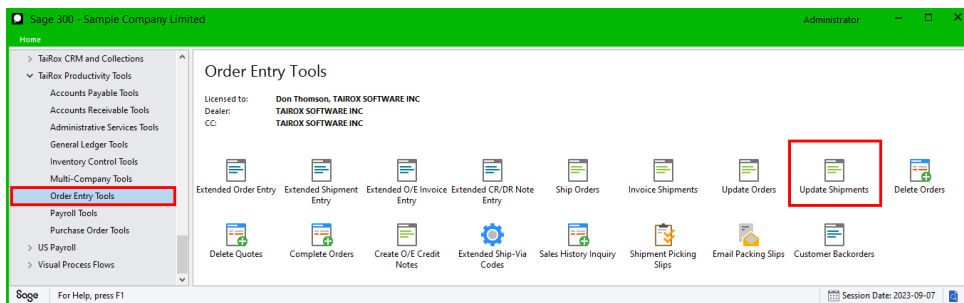 Sage 300 - Sample Company Limited
Administrator
Home
TaiRox CRM and Collections
TaiRox Productivity Tools
Accounts Payable Tools
Accounts Receivable Tools
Administrative Services Tools
General Ledger Tools
Inventory Control Tools
Multi-Company Tools
Order Entry Tools
Payroll Tools
Purchase Order Tools
US Payroll
Visual Process Flows
Order Entry Tools
Licensed to: Don Thomson, TAIROX SOFTWARE INC
Dealer: TAIROX SOFTWARE INC
CC: TAIROX SOFTWARE INC
Extended Order Entry
Extended Shipment
Entry
Extended O/E Invoice
Entry
Extended CR/DR Note
Entry
Ship Orders
Invoice Shipments
Update Orders
Update Shipments
Delete Orders
Delete Quotes
Complete Orders
Create O/E Credit
Notes
Extended Ship-Via
Codes
Sales History Inquiry
Shipment Picking
Slips
Email Packing Slips
Customer Backorders
Sage
For Help, press F1
Session Date: 2023-09-07